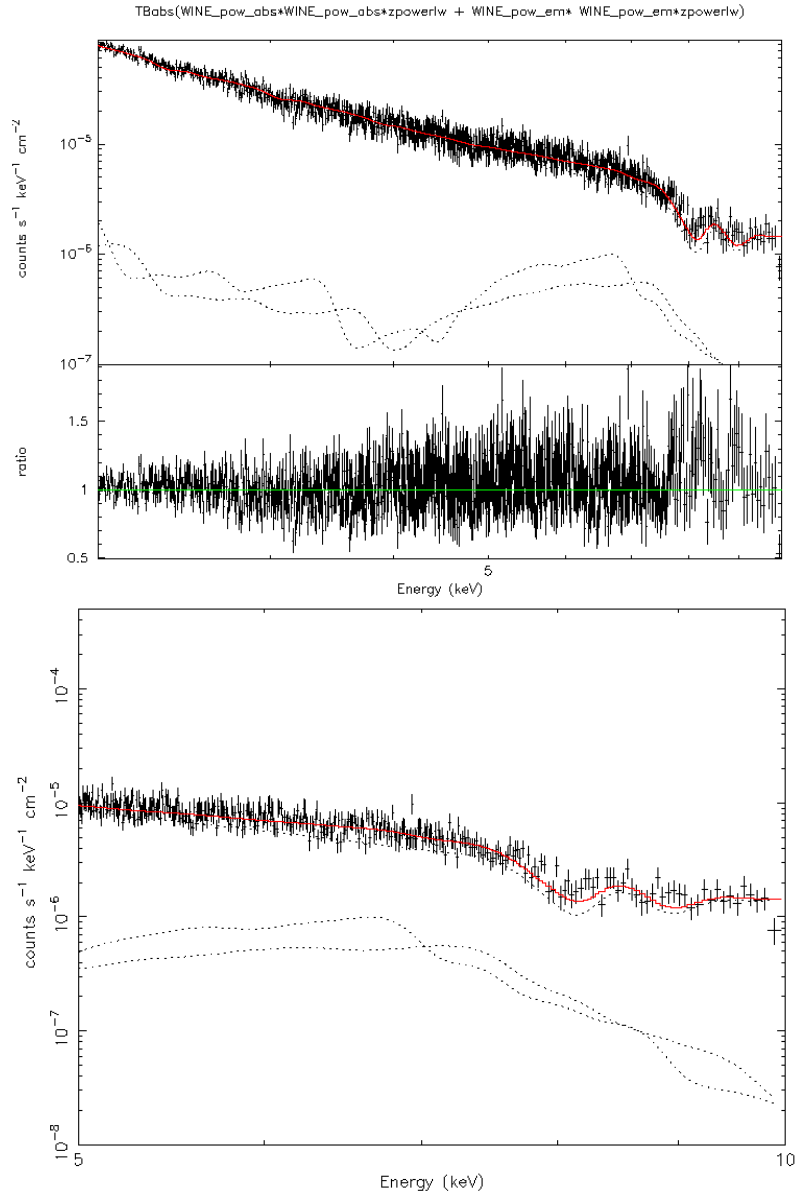 TBabs(WINE_pow_abs*WINE_pow_abs*zpowerlw + WINE_pow_em* WINE_pow_em*zpowerlw)
counts s⁻¹ keV⁻¹ cm⁻²
10⁻⁵
10⁻⁶
10⁻⁷
ratio
1.5
1
0.5
5
Energy (keV)
counts s⁻¹ keV⁻¹ cm⁻²
10⁻⁴
10⁻⁵
10⁻⁶
10⁻⁷
10⁻⁸
5
10
Energy (keV)